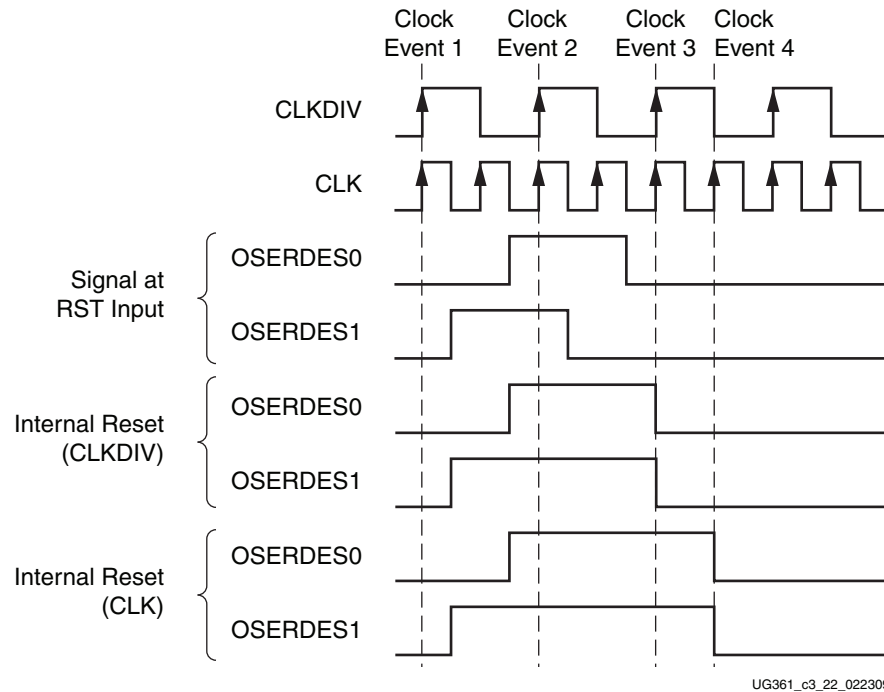 Clock
Event 1
Clock
Event 2
Clock
Event 3
Clock
Event 4
CLKDIV
CLK
Signal at
RST Input
OSERDES0
OSERDES1
Internal Reset
(CLKDIV)
OSERDES0
OSERDES1
Internal Reset
(CLK)
OSERDES0
OSERDES1
UG361_c3_22_022309